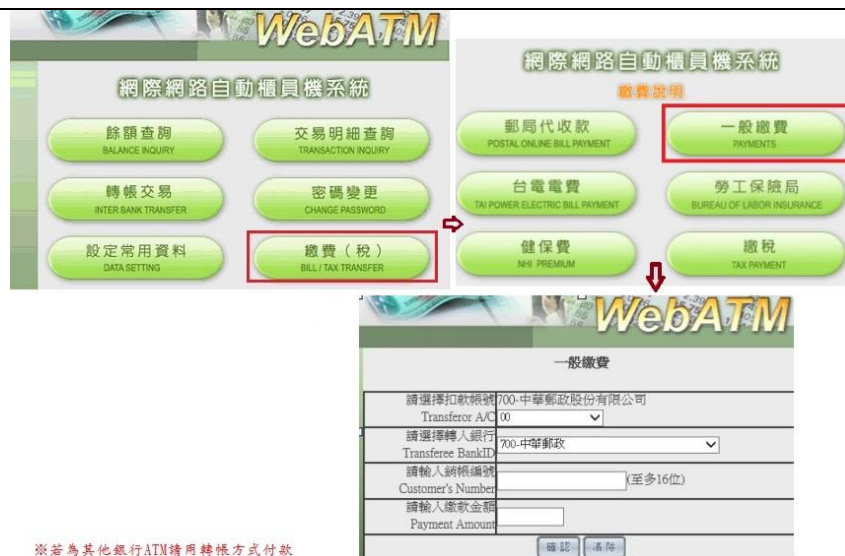 WebATM
網際網路自動櫃員機系統
餘額查詢
BALANCE INQUIRY
交易明細查詢
TRANSACTION INQUIRY
轉帳交易
INTER BANK TRANSFER
密碼變更
CHANGE PASSWORD
設定常用資料
DATA SETTING
繳費（稅）
BILL / TAX TRANSFER
網際網路自動櫃員機系統
繳費說明
郵局代收款
POSTAL ONLINE BILL PAYMENT
一般繳費
PAYMENTS
台電電費
TAI POWER ELECTRIC BILL PAYMENT
勞工保險局
BUREAU OF LABOR INSURANCE
健保費
NHI PREMIUM
繳稅
TAX PAYMENT
WebATM
一般繳費
請選擇扣款帳號 700-中華郵政股份有限公司
Transferor A/C 00
請選擇轉入銀行
Transferee BankID 700-中華郵政
請輸入銷帳編號
Customer's Number (至多16位)
請輸入繳款金額
Payment Amount
確認 清除
※若為其他銀行ATM請用轉帳方式付款